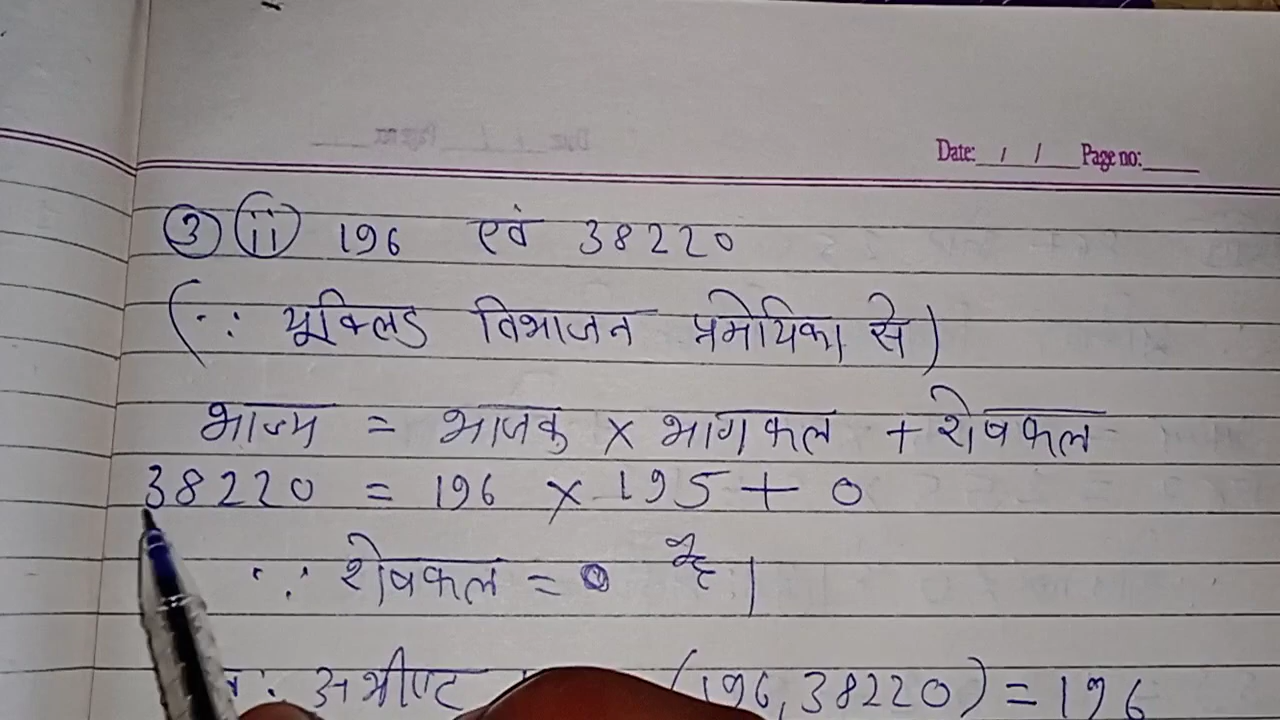 Date: / / Page no:
③ (ii) 196 एवं 38220
(∵ यूक्लिड विभाजन प्रमेयिका से)
भाज्य = भाजक × भागफल + शेषफल
38220 = 196 × 195 + 0
∵ शेषफल = 0 है।
अभीष्ट (196, 38220) = 196